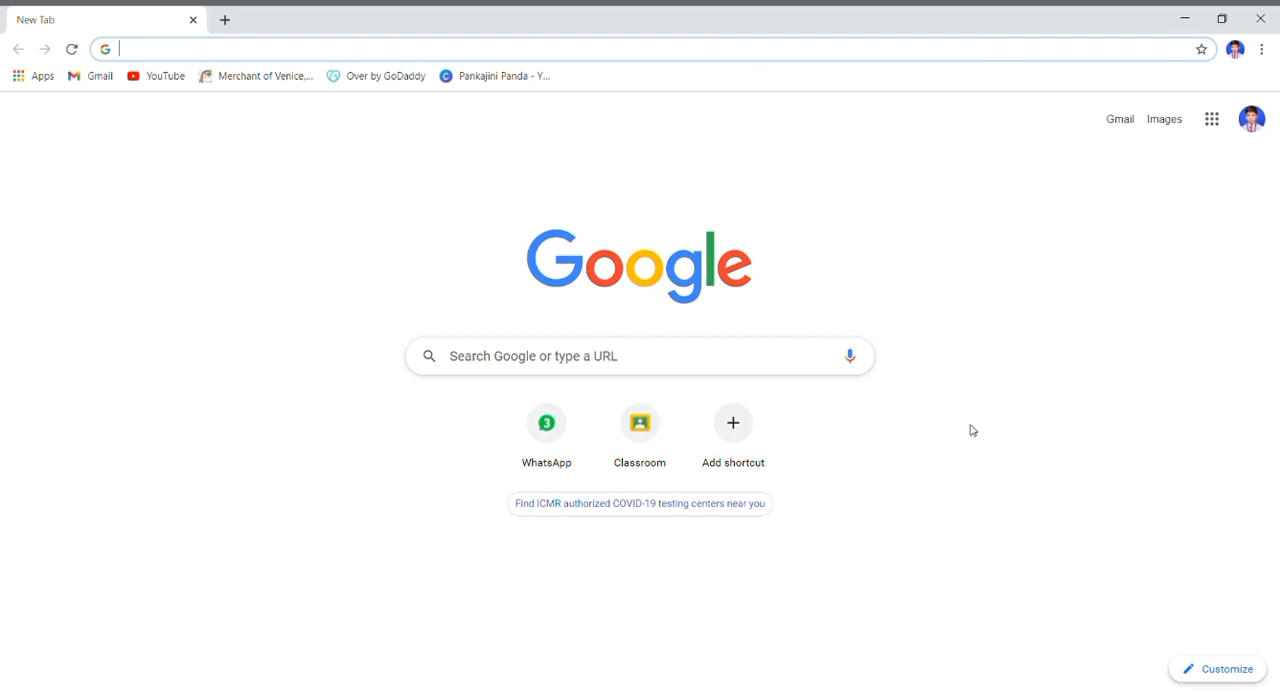 New Tab
Apps Gmail YouTube Merchant of Venice,... Over by GoDaddy Pankajini Panda - Y...
Gmail Images
Google
Search Google or type a URL
3
WhatsApp Classroom Add shortcut
Find ICMR authorized COVID-19 testing centers near you
Customize